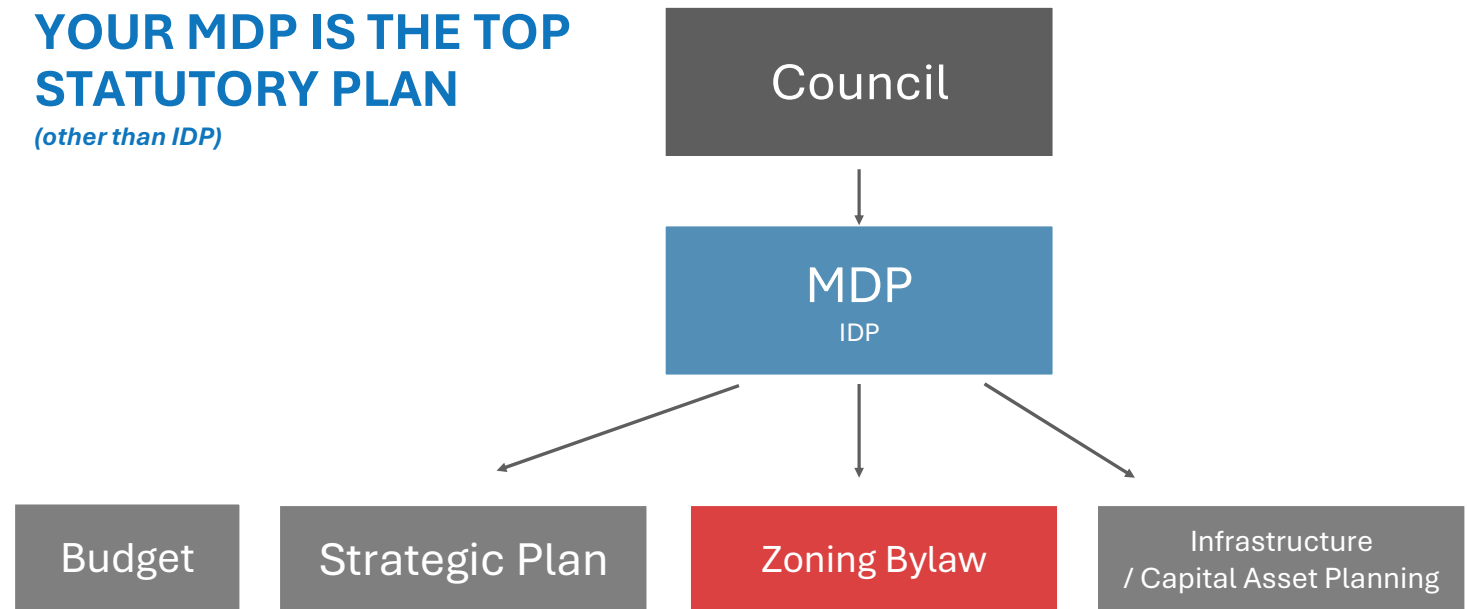 YOUR MDP IS THE TOP
STATUTORY PLAN
(other than IDP)
Council
MDP
IDP
Budget
Strategic Plan
Zoning Bylaw
Infrastructure
/ Capital Asset Planning